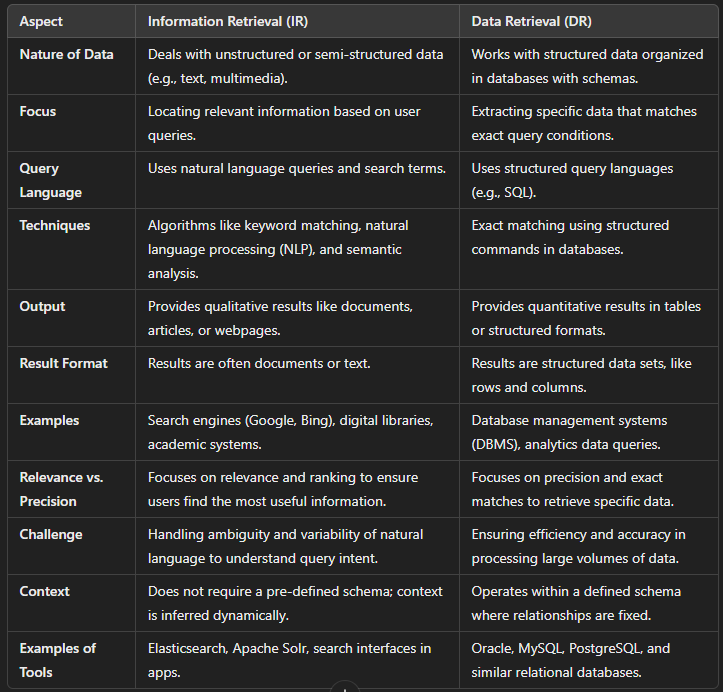 Aspect Information Retrieval (IR) Data Retrieval (DR)
Nature of Data Deals with unstructured or semi-structured data Works with structured data organized
(e.g., text, multimedia). in databases with schemas.
Focus Locating relevant information based on user Extracting specific data that matches
queries. exact query conditions.
Query Uses natural language queries and search terms. Uses structured query languages
Language (e.g., SQL).
Techniques Algorithms like keyword matching, natural Exact matching using structured
language processing (NLP), and semantic commands in databases.
analysis.
Output Provides qualitative results like documents, Provides quantitative results in tables
articles, or webpages. or structured formats.
Result Format Results are often documents or text. Results are structured data sets, like
rows and columns.
Examples Search engines (Google, Bing), digital libraries, Database management systems
academic systems. (DBMS), analytics data queries.
Relevance vs. Focuses on relevance and ranking to ensure Focuses on precision and exact
Precision users find the most useful information. matches to retrieve specific data.
Challenge Handling ambiguity and variability of natural Ensuring efficiency and accuracy in
language to understand query intent. processing large volumes of data.
Context Does not require a pre-defined schema; context Operates within a defined schema
is inferred dynamically. where relationships are fixed.
Examples of Elasticsearch, Apache Solr, search interfaces in Oracle, MySQL, PostgreSQL, and
Tools apps. similar relational databases.